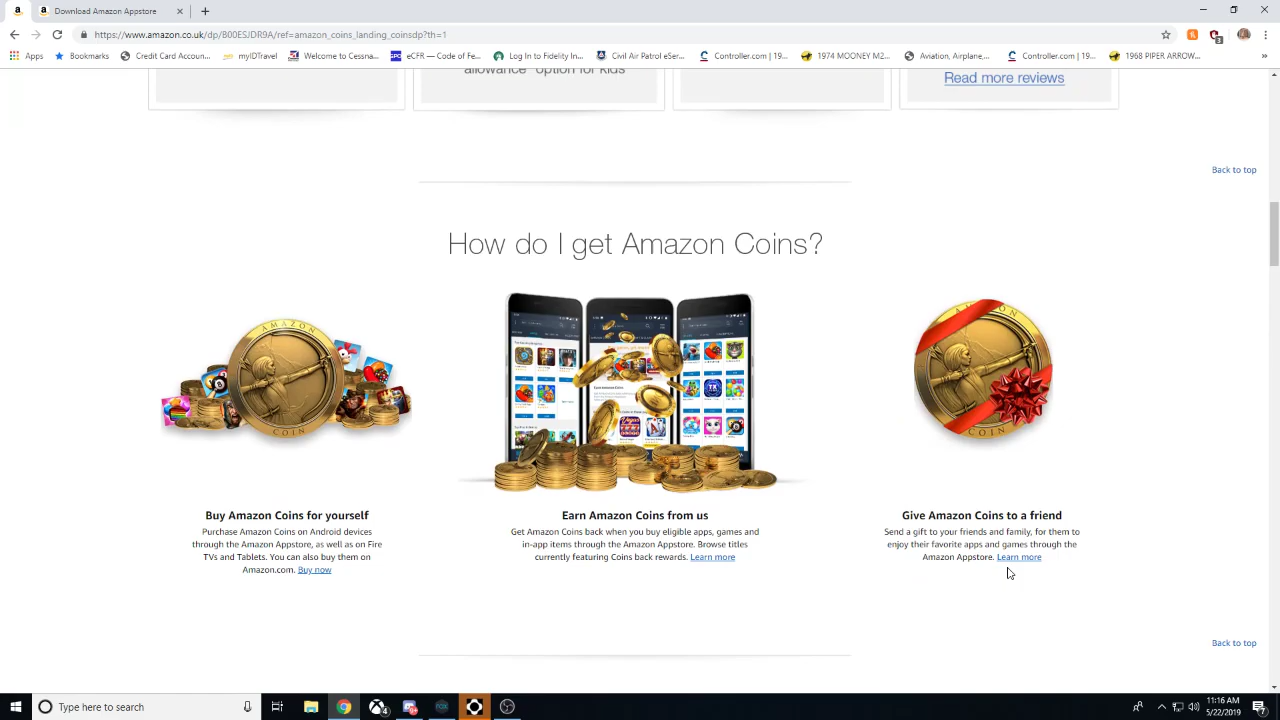 Download Amazon Appstore
https://www.amazon.co.uk/dp/B00ESJDR9A/ref=amazon_coins_landing_coinsdp?th=1
Apps Bookmarks Credit Card Accou... myIDTravel Welcome to Cessna... eCFR — Code of Fe... Log In to Fidelity In... Civil Air Patrol eSer... Controller.com | 19... 1974 MOONEY M2... Aviation, Airplane,... Controller.com | 19... 1968 PIPER ARROW... »
allowance" option for kids
Read more reviews
Back to top
How do I get Amazon Coins?
AMAZON
COIN
COIN
Buy Amazon Coins for yourself
Purchase Amazon Coins on Android devices
through the Amazon Appstore, as well as on Fire
TVs and Tablets. You can also buy them on
Amazon.com. Buy now
Earn Amazon Coins from us
Get Amazon Coins back when you buy eligible apps, games and
in-app items through the Amazon Appstore. Browse titles
currently featuring Coins back rewards. Learn more
Give Amazon Coins to a friend
Send a gift to your friends and family, for them to
enjoy their favorite apps and games through the
Amazon Appstore. Learn more
Back to top
Type here to search
11:16 AM
5/22/2019